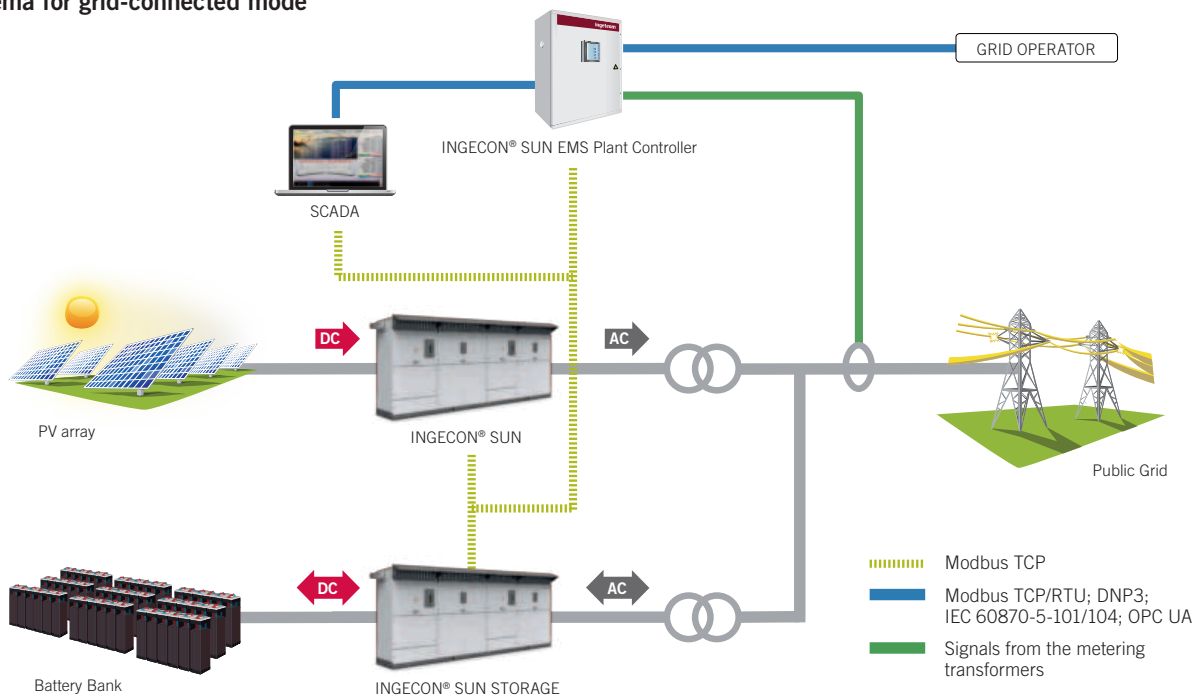 ema for grid-connected mode
Ingeteam
GRID OPERATOR
INGECON® SUN EMS Plant Controller
SCADA
DC
AC
PV array
INGECON® SUN
Public Grid
DC
AC
Battery Bank
INGECON® SUN STORAGE
Modbus TCP
Modbus TCP/RTU; DNP3;
IEC 60870-5-101/104; OPC UA
Signals from the metering
transformers